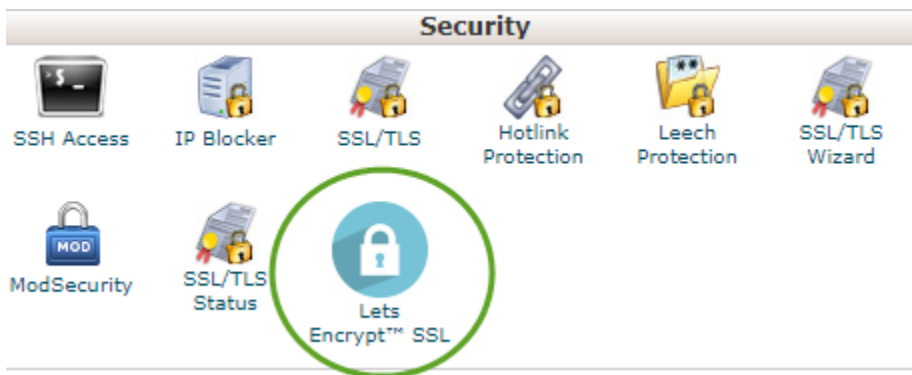 Security
$ _
SSH Access
IP Blocker
SSL/TLS
Hotlink
Protection
**
Leech
Protection
SSL/TLS
Wizard
MOD
ModSecurity
SSL/TLS
Status
Lets
Encrypt™ SSL